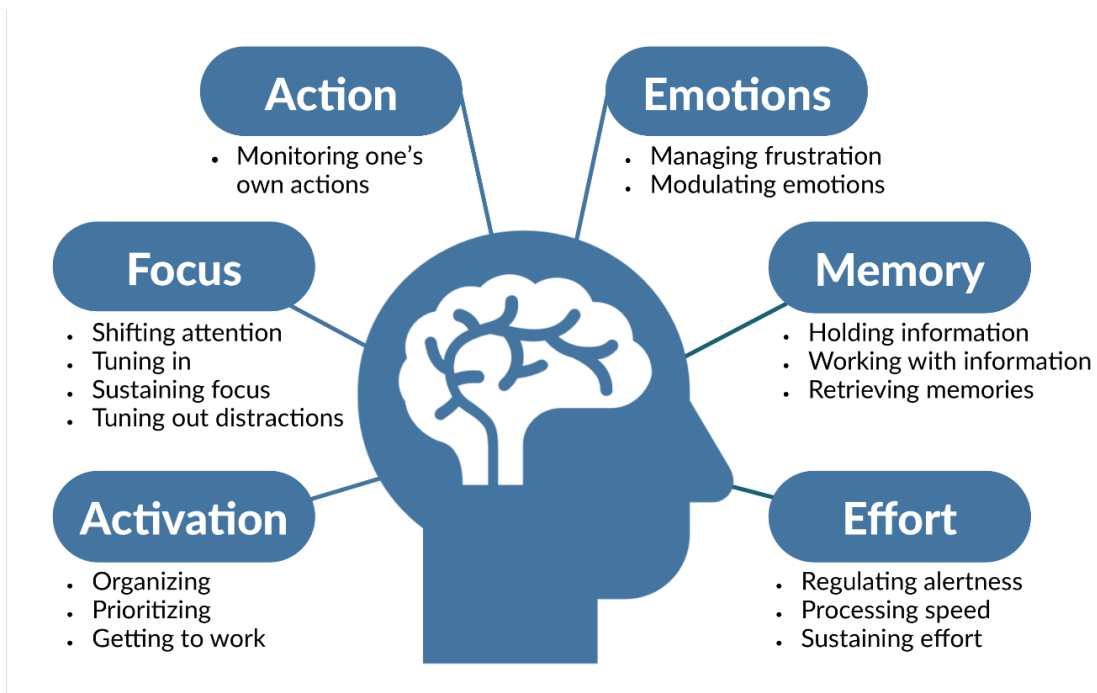 Action
• Monitoring one’s
own actions
Emotions
• Managing frustration
• Modulating emotions
Focus
• Shifting attention
• Tuning in
• Sustaining focus
• Tuning out distractions
Memory
• Holding information
• Working with information
• Retrieving memories
Activation
• Organizing
• Prioritizing
• Getting to work
Effort
• Regulating alertness
• Processing speed
• Sustaining effort